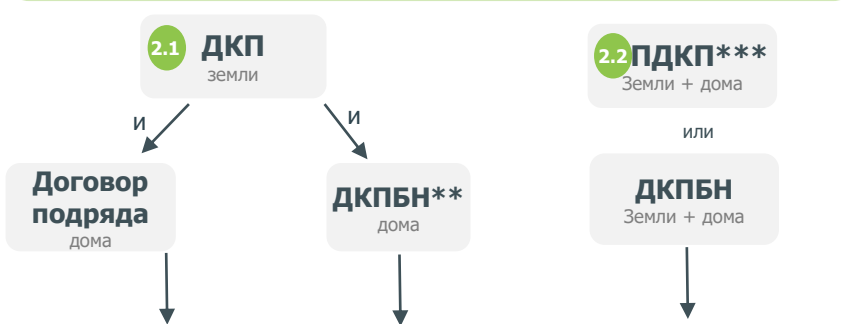 2.1 ДКП
земли
2.2 ПДКП***
Земли + дома
и
и
или
Договор
подряда
дома
ДКПБН**
дома
ДКПБН
Земли + дома